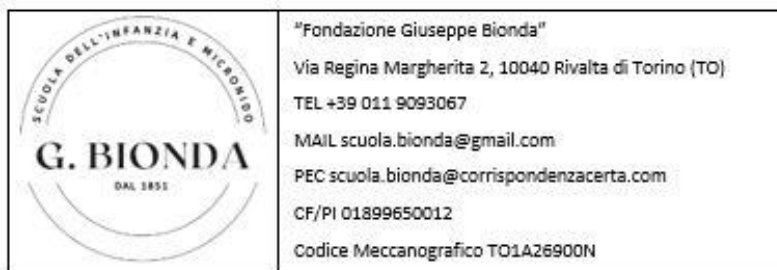 SCUOLA DELL'INFANZIA E MICRONIDO
G. BIONDA
DAL 1851
"Fondazione Giuseppe Bionda"
Via Regina Margherita 2, 10040 Rivalta di Torino (TO)
TEL +39 011 9093067
MAIL scuola.bionda@gmail.com
PEC scuola.bionda@corrispondenzacerta.com
CF/PI 01899650012
Codice Meccanografico TO1A26900N